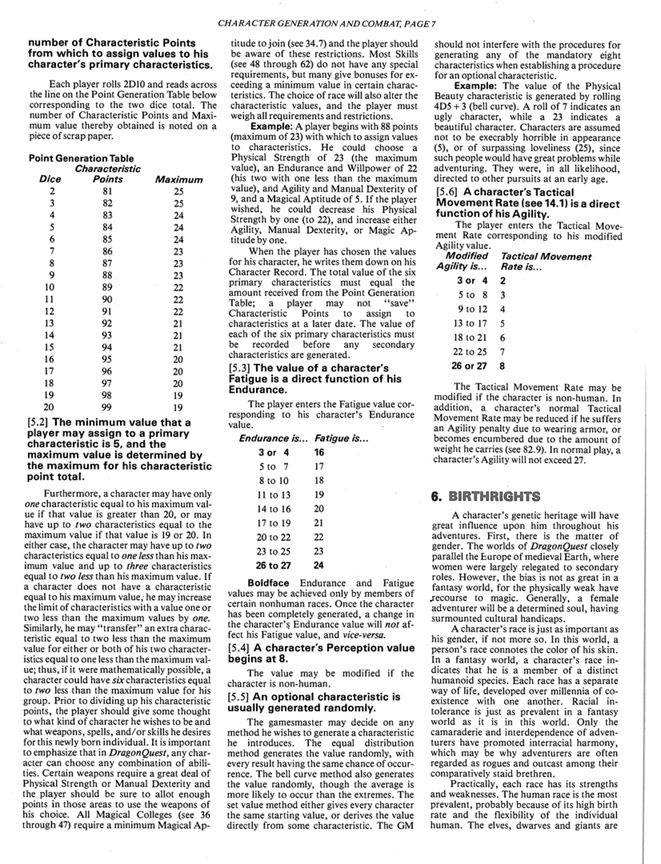 CHARACTER GENERATION AND COMBAT, PAGE 7
number of Characteristic Points
from which to assign values to his
character's primary characteristics.
Each player rolls 2D10 and reads across
the line on the Point Generation Table below
corresponding to the two dice total. The
number of Characteristic Points and Maxi-
mum value thereby obtained is noted on a
piece of scrap paper.
Point Generation Table
Characteristic
Dice Points Maximum
2 81 25
3 82 25
4 83 24
5 84 24
6 85 24
7 86 23
8 87 23
9 88 23
10 89 22
11 90 22
12 91 22
13 92 21
14 93 21
15 94 21
16 95 20
17 96 20
18 97 20
19 98 19
20 99 19
[5.2] The minimum value that a
player may assign to a primary
characteristic is 5, and the
maximum value is determined by
the maximum for his characteristic
point total.
Furthermore, a character may have only
one characteristic equal to his maximum val-
ue if that value is greater than 20, or may
have up to two characteristics equal to the
maximum value if that value is 19 or 20. In
either case, the character may have up to two
characteristics equal to one less than his max-
imum value and up to three characteristics
equal to two less than his maximum value. If
a character does not have a characteristic
equal to his maximum value; he may increase
the limit of characteristics with a value one or
two less than the maximum values by one.
Similarly, he may "transfer" an extra charac-
teristic equal to two less than the maximum
value for either or both of his two character-
istics equal to one less than the maximum val-
ue; thus, if it were mathematically possible, a
character could have six characteristics equal
to two less than the maximum value for his
group. Prior to dividing up his characteristic
points, the player should give some thought
to what kind of character he wishes to be and
what weapons, spells, and/or skills he desires
for this newly born individual. It is important
to emphasize that in DragonQuest, any char-
acter can choose any combination of abili-
ties. Certain weapons require a great deal of
Physical Strength or Manual Dexterity and
the player should be sure to allot enough
points in those areas to use the weapons of
his choice. All Magical Colleges (see 36
through 47) require a minimum Magical Ap-
titude to join (see 34.7) and the player should
be aware of these restrictions. Most Skills
(see 48 through 62) do not have any special
requirements, but many give bonuses for ex-
ceeding a minimum value in certain charac-
teristics. The choice of race will also alter the
characteristic values, and the player must
weigh all requirements and restrictions.
Example: A player begins with 88 points
(maximum of 23) with which to assign values
to characteristics. He could choose a
Physical Strength of 23 (the maximum
value), an Endurance and Willpower of 22
(his two with one less than the maximum
value), and Agility and Manual Dexterity of
9, and a Magical Aptitude of 5. If the player
wished, he could decrease his Physical
Strength by one (to 22), and increase either
Agility, Manual Dexterity, or Magic Ap-
titude by one.
When the player has chosen the values
for his character, he writes them down on his
Character Record. The total value of the six
primary characteristics must equal the
amount received from the Point Generation
Table; a player may not "save"
Characteristic Points to assign to
characteristics at a later date. The value of
each of the six primary characteristics must
be recorded before any secondary
characteristics are generated.
[5.3] The value of a character's
Fatigue is a direct function of his
Endurance.
The player enters the Fatigue value cor-
responding to his character's Endurance
value.
Endurance is... Fatigue is...
3 or 4 16
5 to 7 17
8 to 10 18
11 to 13 19
14 to 16 20
17 to 19 21
20 to 22 22
23 to 25 23
26 to 27 24
Boldface Endurance and Fatigue
values may be achieved only by members of
certain nonhuman races. Once the character
has been completely generated, a change in
the character's Endurance value will not af-
fect his Fatigue value, and vice-versa.
[5.4] A character's Perception value
begins at 8.
The value may be modified if the
character is non-human.
[5.5] An optional characteristic is
usually generated randomly.
The gamesmaster may decide on any
method he wishes to generate a characteristic
he introduces. The equal distribution
method generates the value randomly, with
every result having the same chance of occur-
rence. The bell curve method also generates
the value randomly, though the average is
more likely to occur than the extremes. The
set value method either gives every character
the same starting value, or derives the value
directly from some characteristic. The GM
should not interfere with the procedures for
generating any of the mandatory eight
characteristics when establishing a procedure
for an optional characteristic.
Example: The value of the Physical
Beauty characteristic is generated by rolling
4D5 + 3 (bell curve). A roll of 7 indicates an
ugly character, while a 23 indicates a
beautiful character. Characters are assumed
not to be execrably horrible in appearance
(5), or of surpassing loveliness (25), since
such people would have great problems while
adventuring. They were, in all likelihood,
directed to other pursuits at an early age.
[5.6] A character's Tactical
Movement Rate (see 14.1) is a direct
function of his Agility.
The player enters the Tactical Move-
ment Rate corresponding to his modified
Agility value.
Modified Tactical Movement
Agility is... Rate is...
3 or 4 2
5 to 8 3
9 to 12 4
13 to 17 5
18 to 21 6
22 to 25 7
26 or 27 8
The Tactical Movement Rate may be
modified if the character is non-human. In
addition, a character's normal Tactical
Movement Rate may be reduced if he suffers
an Agility penalty due to wearing armor, or
becomes encumbered due to the amount of
weight he carries (see 82.9). In normal play, a
character's Agility will not exceed 27.
6. BIRTHRIGHTS
A character's genetic heritage will have
great influence upon him throughout his
adventures. First, there is the matter of
gender. The worlds of DragonQuest closely
parallel the Europe of medieval Earth, where
women were largely relegated to secondary
roles. However, the bias is not as great in a
fantasy world, for the physically weak have
recourse to magic. Generally, a female
adventurer will be a determined soul, having
surmounted cultural handicaps.
A character's race is just as important as
his gender, if not more so. In this world, a
person's race connotes the color of his skin.
In a fantasy world, a character's race in-
dicates that he is a member of a distinct
humanoid species. Each race has a separate
way of life, developed over millennia of co-
existence with one another. Racial in-
tolerance is just as prevalent in a fantasy
world as it is in this world. Only the
camaraderie and interdependence of adven-
turers have promoted interracial harmony,
which may be why adventurers are often
regarded as rogues and outcast among their
comparatively staid brethren.
Practically, each race has its strengths
and weaknesses. The human race is the most
prevalent, probably because of its high birth
rate and the flexibility of the individual
human. The elves, dwarves and giants are